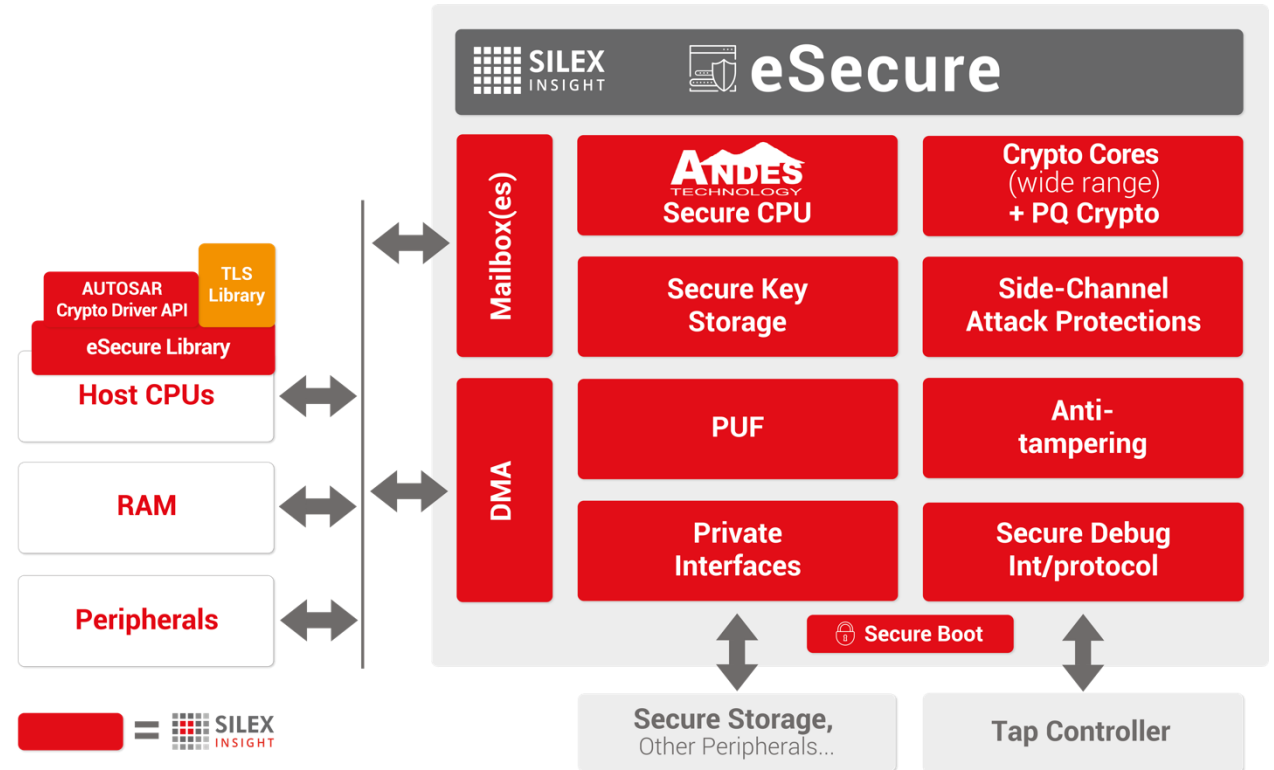 SILEX
INSIGHT
eSecure
Mailbox(es)
ANDES
TECHNOLOGY
Secure CPU
Crypto Cores
(wide range)
+ PQ Crypto
Secure Key
Storage
Side-Channel
Attack Protections
DMA
PUF
Anti-
tampering
Private
Interfaces
Secure Debug
Int/protocol
Secure Boot
Secure Storage,
Other Peripherals...
Tap Controller
TLS
Library
AUTOSAR
Crypto Driver API
eSecure Library
Host CPUs
RAM
Peripherals
=
SILEX
INSIGHT